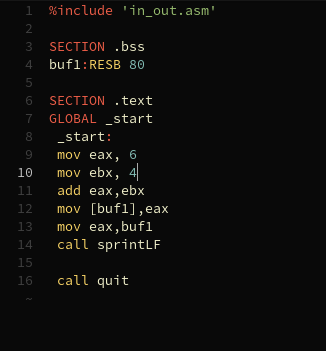 1 %include 'in_out.asm'
2
3 SECTION .bss
4 buf1:RESB 80
5
6 SECTION .text
7 GLOBAL _start
8 _start:
9 mov eax, 6
10 mov ebx, 4
11 add eax,ebx
12 mov [buf1],eax
13 mov eax,buf1
14 call sprintLF
15
16 call quit
~